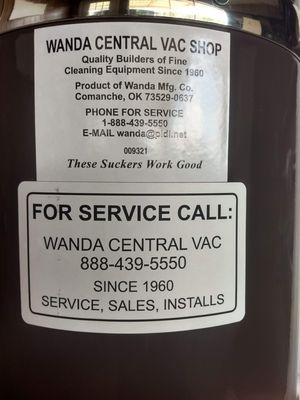 WANDA CENTRAL VAC SHOP
Quality Builders of Fine
Cleaning Equipment Since 1960
Product of Wanda Mfg. Co.
Comanche, OK 73529-0637
PHONE FOR SERVICE
1-888-439-5550
E-MAIL wanda@pldi.net
009321
These Suckers Work Good
FOR SERVICE CALL:
WANDA CENTRAL VAC
888-439-5550
SINCE 1960
SERVICE, SALES, INSTALLS